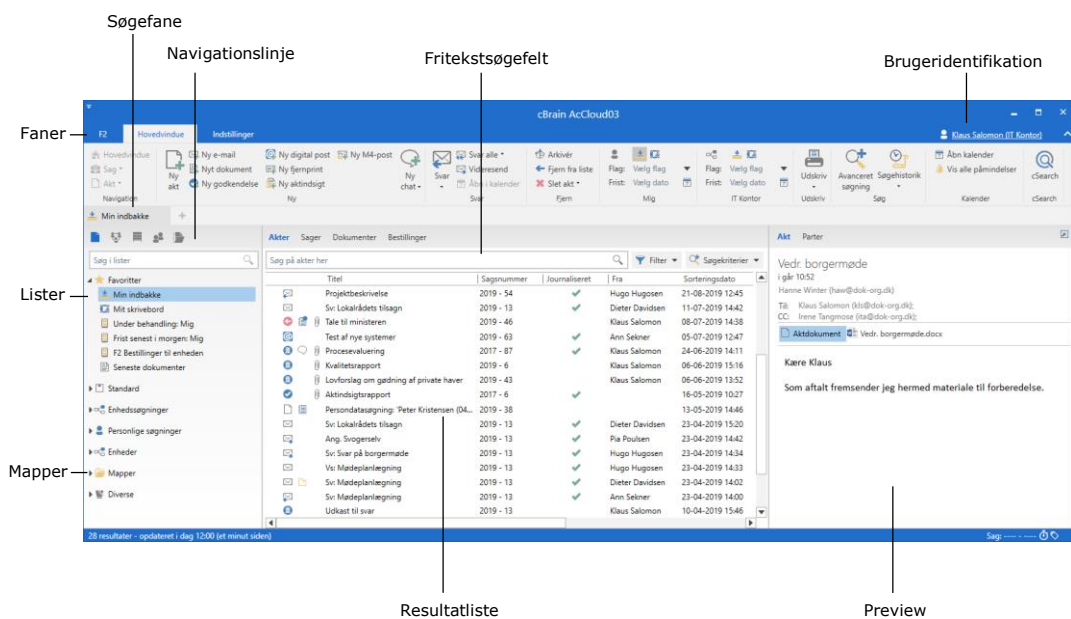 Søgefane
Navigationslinje
Fritekstsøgefelt
Brugeridentifikation
cBrain AcCloud03
Faner
F2 Hovedvindue Indstillinger
Klaus Salomon (IT Kontor)
Hovedvindue
Sag
Akt
Navigation
Ny akt
Ny e-mail
Nyt dokument
Ny godkendelse
Ny digital post
Ny fjernprint
Ny aktindsigt
Ny M4-post
Ny chat
Ny
Svar
Svar alle
Videresend
Åbn i kalender
Svar
Arkivér
Fjern fra liste
Slet akt
Fjern
Flag: Vælg flag
Frist: Vælg dato
Mig
Flag: Vælg flag
Frist: Vælg dato
IT Kontor
Udskriv
Udskriv
Avanceret søgning
Søgehistorik
Søg
Åbn kalender
Vis alle påmindelser
Kalender
cSearch
cSearch
Min indbakke +
Søg i lister
Lister
Favoritter
Min indbakke
Mit skrivebord
Under behandling: Mig
Frist senest i morgen: Mig
F2 Bestillinger til enheden
Seneste dokumenter
Standard
Enhedssøgninger
Personlige søgninger
Enheder
Mapper
Mapper
Diverse
Akter Sager Dokumenter Bestillinger
Søg på akter her
Filter Søgekriterier
Titel Sagsnummer Journaliseret Fra Sorteringsdato
Projektbeskrivelse 2019 - 54 Hugo Hugosen 21-08-2019 12:45
Sv: Lokalrådets tilsagn 2019 - 13 Dieter Davidsen 11-07-2019 14:42
Tale til ministeren 2019 - 46 Klaus Salomon 08-07-2019 14:38
Test af nye systemer 2019 - 63 Ann Sekner 05-07-2019 12:47
Procesevaluering 2017 - 87 Klaus Salomon 24-06-2019 14:11
Kvalitetsrapport 2019 - 6 Klaus Salomon 06-06-2019 15:16
Lovforslag om gødning af private haver 2019 - 43 Klaus Salomon 06-06-2019 13:52
Aktindsigtsrapport 2017 - 6 16-05-2019 10:27
Persondatasøgning: 'Peter Kristensen (04... 2019 - 38 13-05-2019 14:46
Sv: Lokalrådets tilsagn 2019 - 13 Dieter Davidsen 23-04-2019 15:20
Ang. Svogerselv 2019 - 13 Pia Poulsen 23-04-2019 14:42
Sv: Svar på borgermøde 2019 - 13 Hugo Hugosen 23-04-2019 14:34
Vs: Mødeplanlægning 2019 - 13 Hugo Hugosen 23-04-2019 14:33
Sv: Mødeplanlægning 2019 - 13 Dieter Davidsen 23-04-2019 14:02
Sv: Mødeplanlægning 2019 - 13 Ann Sekner 23-04-2019 14:00
Udkast til svar 2019 - 13 Klaus Salomon 10-04-2019 15:46
Akt Parter
Vedr. borgermøde
i går 10:52
Hanne Winter (haw@dok-org.dk)
Til: Klaus Salomon (kls@dok-org.dk);
CC: Irene Tangmose (ita@dok-org.dk);
Aktdokument Vedr. borgermøde.docx
Kære Klaus
Som aftalt fremsender jeg hermed materiale til forberedelse.
28 resultater - opdateret i dag 12:00 (et minut siden)
Sag: ---- - ----
Resultatliste
Preview